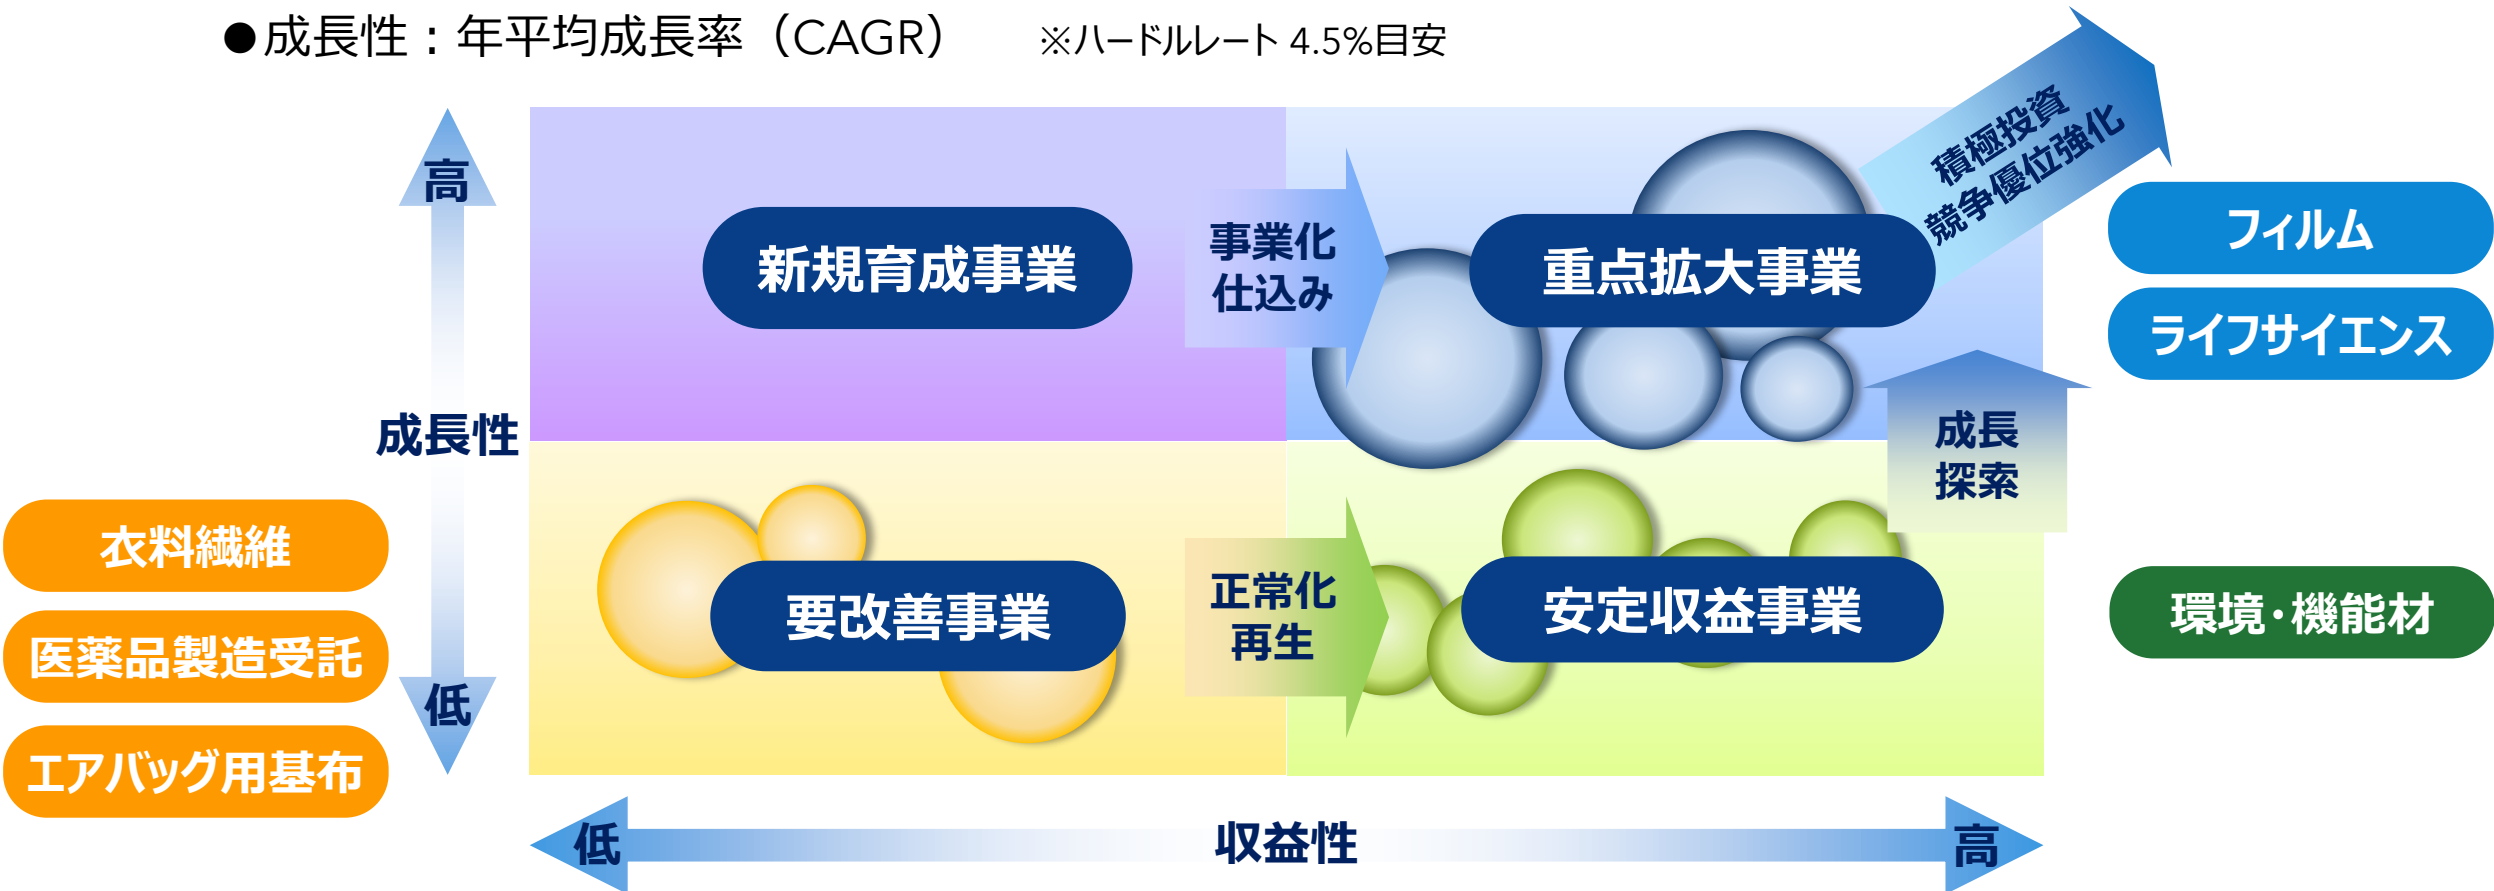 ●成長性：年平均成長率（CAGR）　※ハードルレート 4.5%目安
積極投資
競争優位強化
高
新規育成事業
事業化
仕込み
重点拡大事業
フィルム
ライフサイエンス
成長性
成長
探索
衣料繊維
医薬品製造受託
エアバッグ用基布
要改善事業
正常化
再生
安定収益事業
環境・機能材
低
低
収益性
高